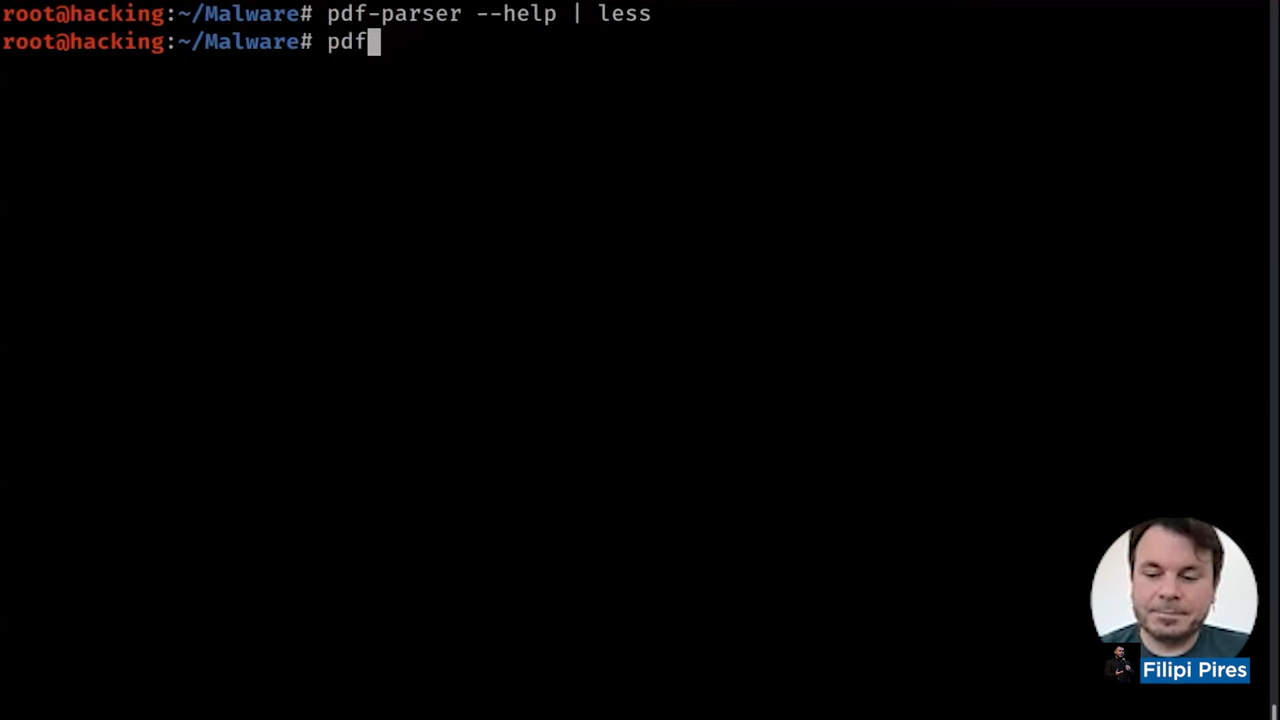 root@hacking:~/Malware# pdf-parser --help | less
root@hacking:~/Malware# pdf
Filipi Pires